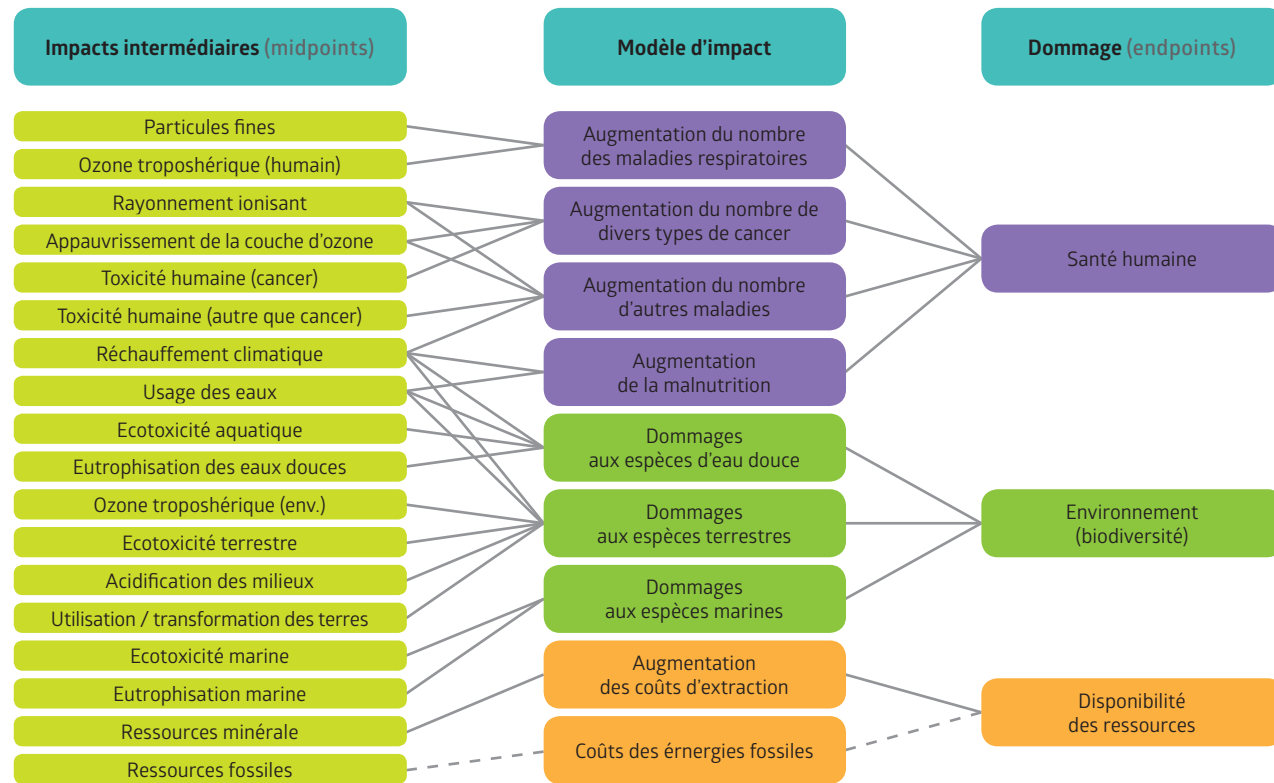 Impacts intermédiaires (midpoints)
Modèle d'impact
Dommage (endpoints)
Particules fines
Ozone troposhérique (humain)
Rayonnement ionisant
Appauvrissement de la couche d'ozone
Toxicité humaine (cancer)
Toxicité humaine (autre que cancer)
Réchauffement climatique
Usage des eaux
Ecotoxicité aquatique
Eutrophisation des eaux douces
Ozone troposhérique (env.)
Ecotoxicité terrestre
Acidification des milieux
Utilisation / transformation des terres
Ecotoxicité marine
Eutrophisation marine
Ressources minérale
Ressources fossiles
Augmentation du nombre
des maladies respiratoires
Augmentation du nombre de
divers types de cancer
Augmentation du nombre
d'autres maladies
Augmentation
de la malnutrition
Dommages
aux espèces d'eau douce
Dommages
aux espèces terrestres
Dommages
aux espèces marines
Augmentation
des coûts d'extraction
Coûts des érnergies fossiles
Santé humaine
Environnement
(biodiversité)
Disponibilité
des ressources